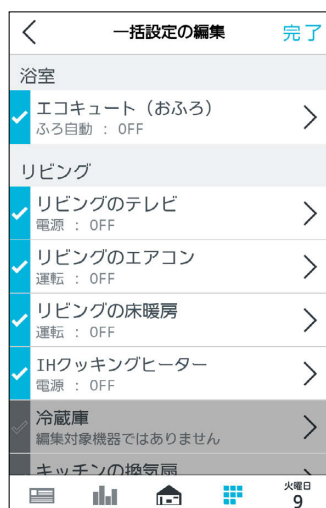 一括設定の編集
完了
浴室
エコキュート（おふろ）
ふろ自動 : OFF
リビング
リビングのテレビ
電源 : OFF
リビングのエアコン
運転 : OFF
リビングの床暖房
運転 : OFF
IHクッキングヒーター
電源 : OFF
冷蔵庫
編集対象機器ではありません
キッチンの換気扇
火曜日
9